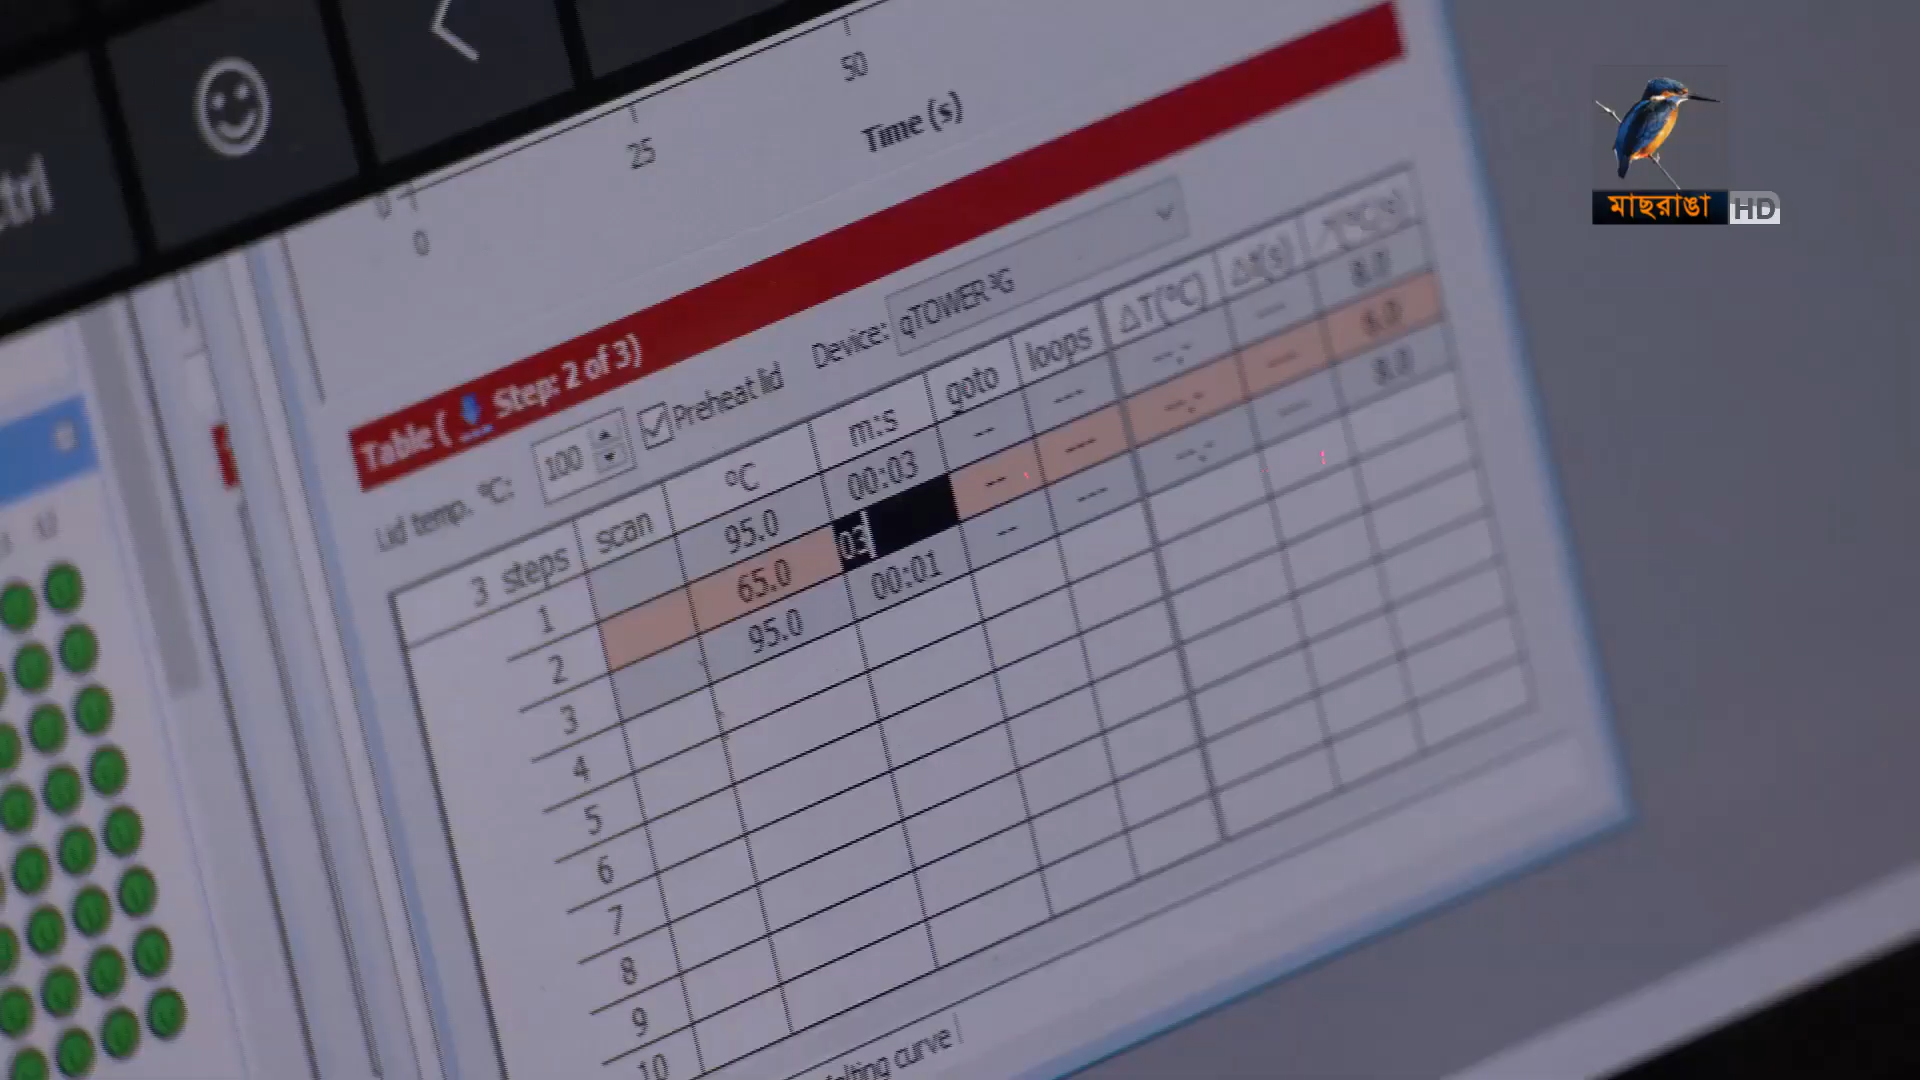 Ctrl
50
25
0
0
Time (s)
মাছরাঙা HD
Table ( Step: 2 of 3)
Lid temp. °C: 100 Preheat lid Device: qTOWER³G
3 steps scan °C m:s goto loops ΔT(°C) Δt(s)
1 95.0 00:03 -- --- --.- --- 8.0
2 65.0 03 -- --- --.- --- 6.0
3 95.0 00:01 -- --- --.- --- 8.0
4
5
6
7
8
9
10
curve